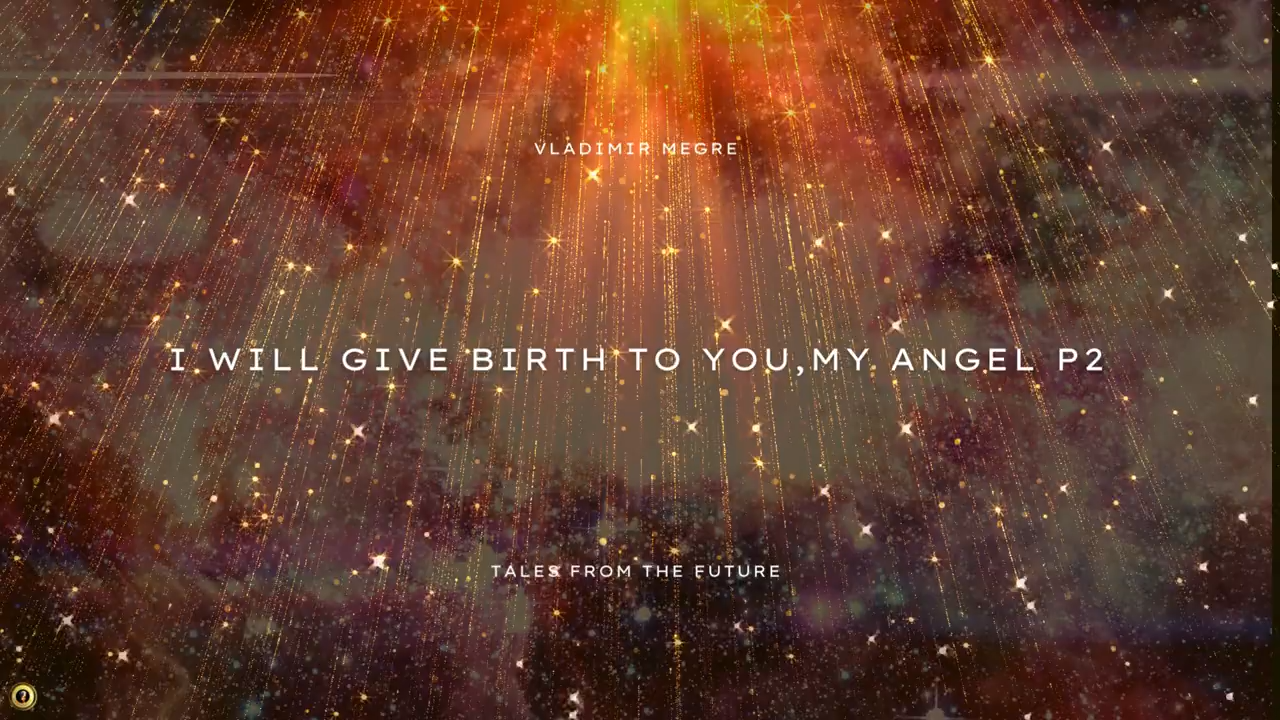 VLADIMIR MEGRE
I WILL GIVE BIRTH TO YOU,MY ANGEL P2
TALES FROM THE FUTURE